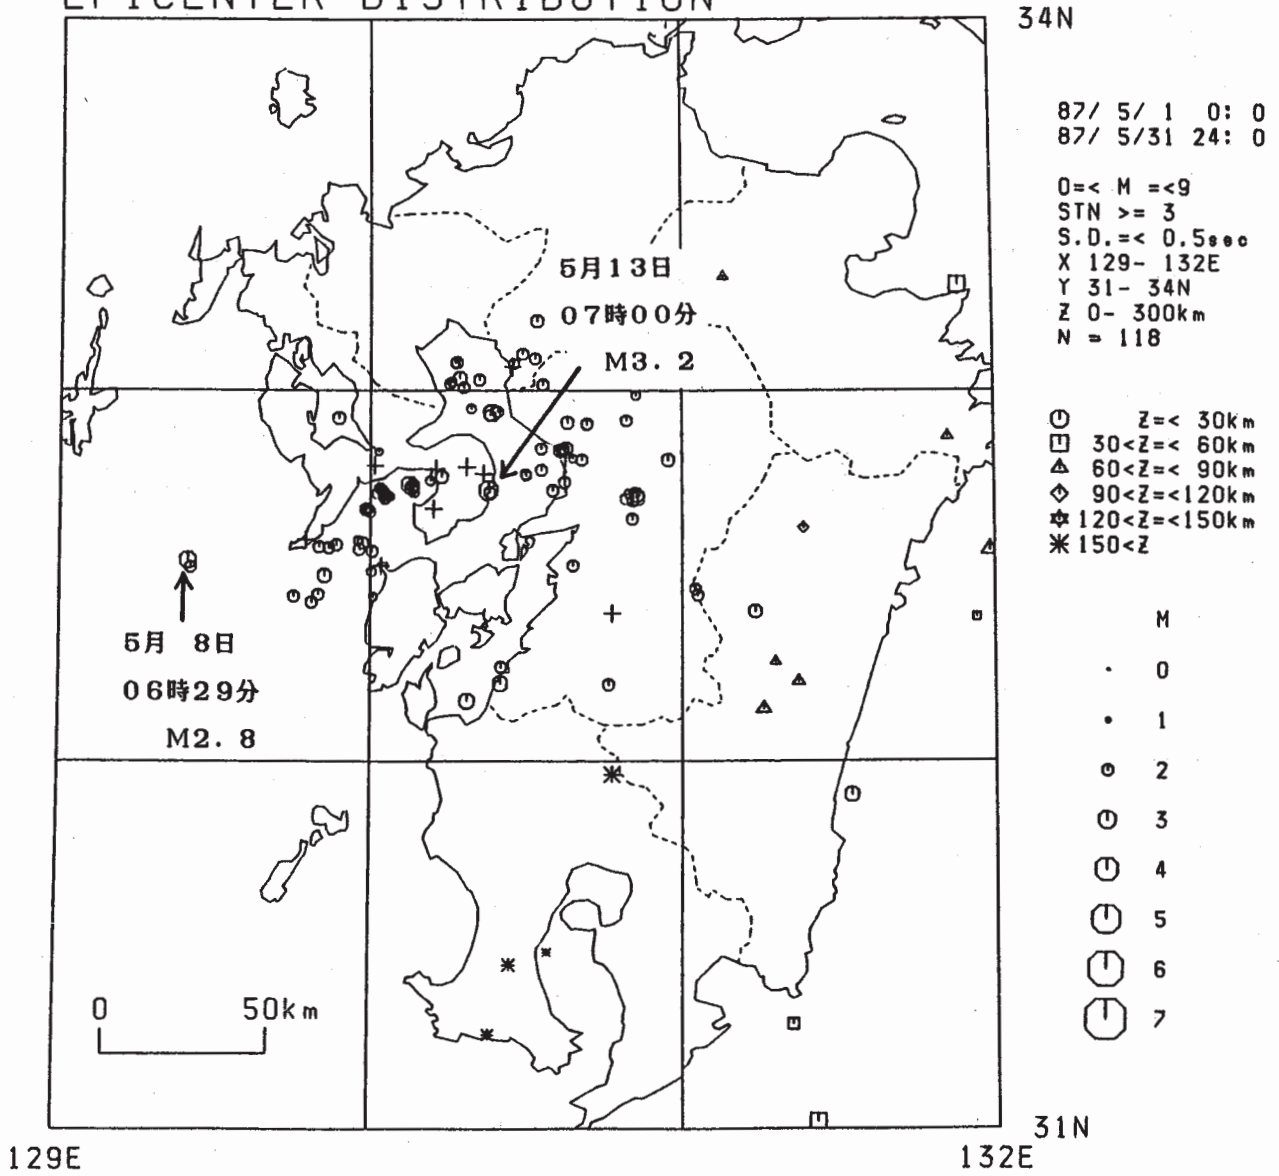 EPICENTER DISTRIBUTION
34N
87/ 5/ 1 0: 0
87/ 5/31 24: 0
0=< M =<9
STN >= 3
S.D.=< 0.5sec
X 129- 132E
Y 31- 34N
Z 0- 300km
N = 118
5月13日
07時00分
M3.2
Z=< 30km
30<Z=< 60km
60<Z=< 90km
90<Z=<120km
120<Z=<150km
150<Z
5月 8日
06時29分
M2.8
M
0
1
2
3
4
5
6
7
0 50km
31N
129E 132E